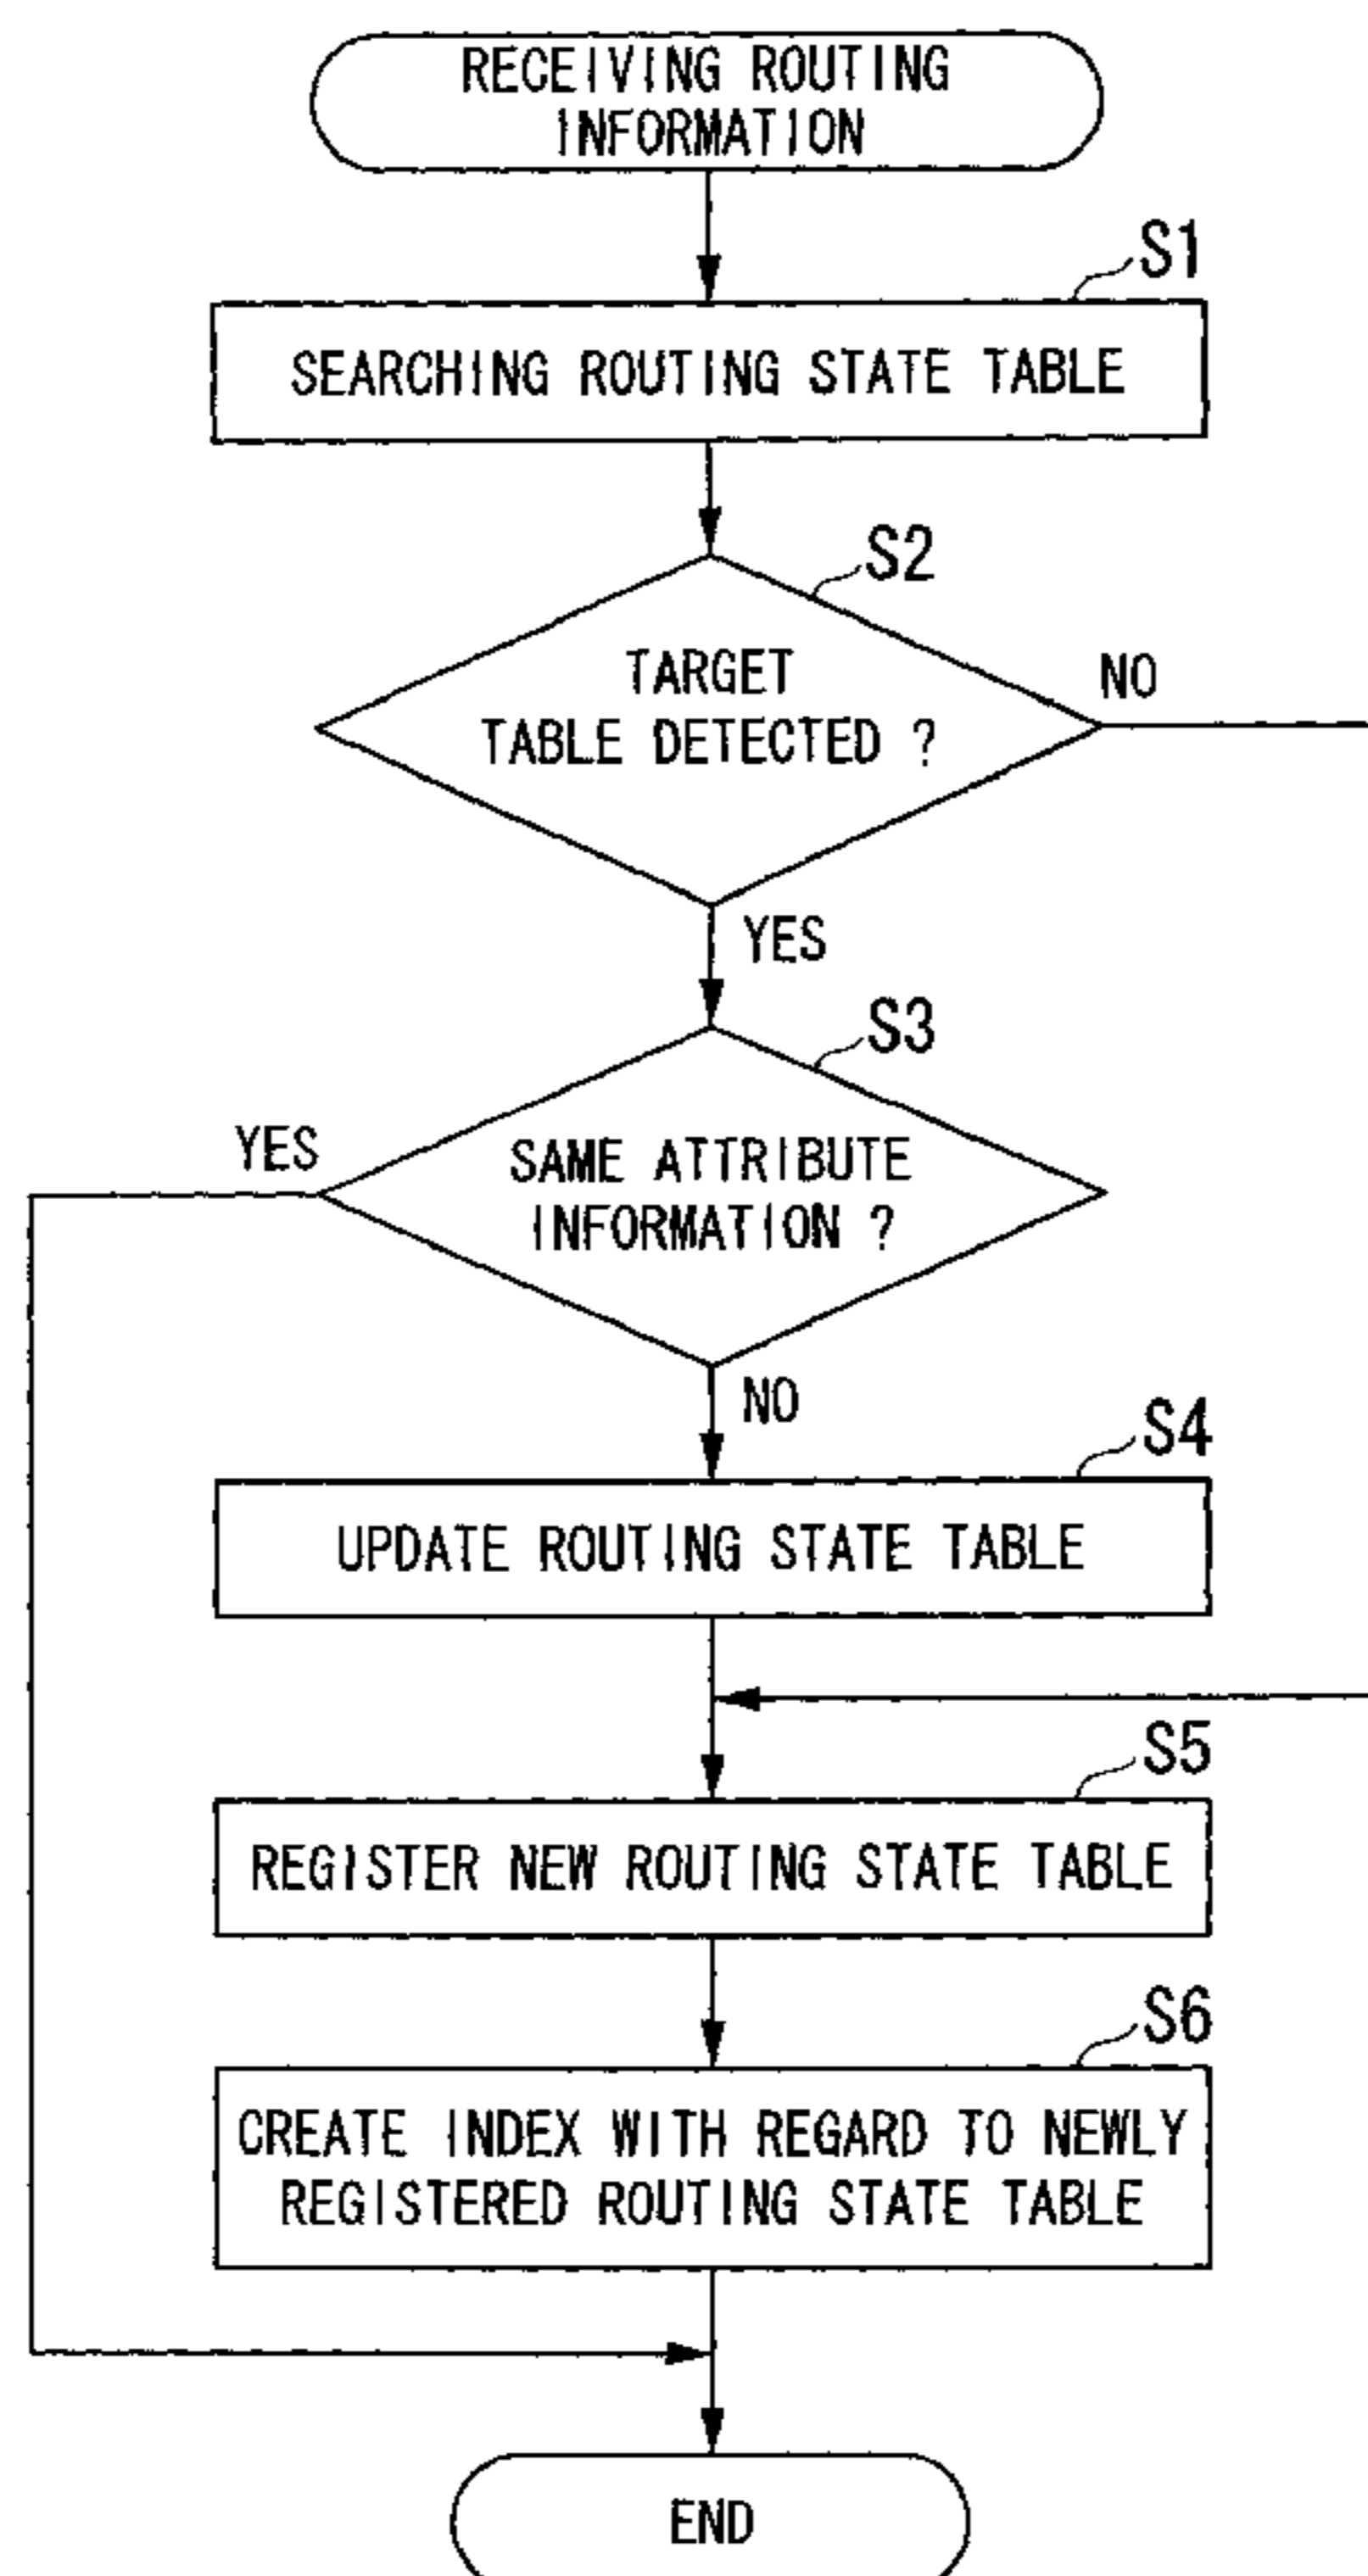 RECEIVING ROUTING
INFORMATION
S1
SEARCHING ROUTING STATE TABLE
S2
TARGET
TABLE DETECTED ?
NO
YES
S3
SAME ATTRIBUTE
INFORMATION ?
YES
NO
S4
UPDATE ROUTING STATE TABLE
S5
REGISTER NEW ROUTING STATE TABLE
S6
CREATE INDEX WITH REGARD TO NEWLY
REGISTERED ROUTING STATE TABLE
END